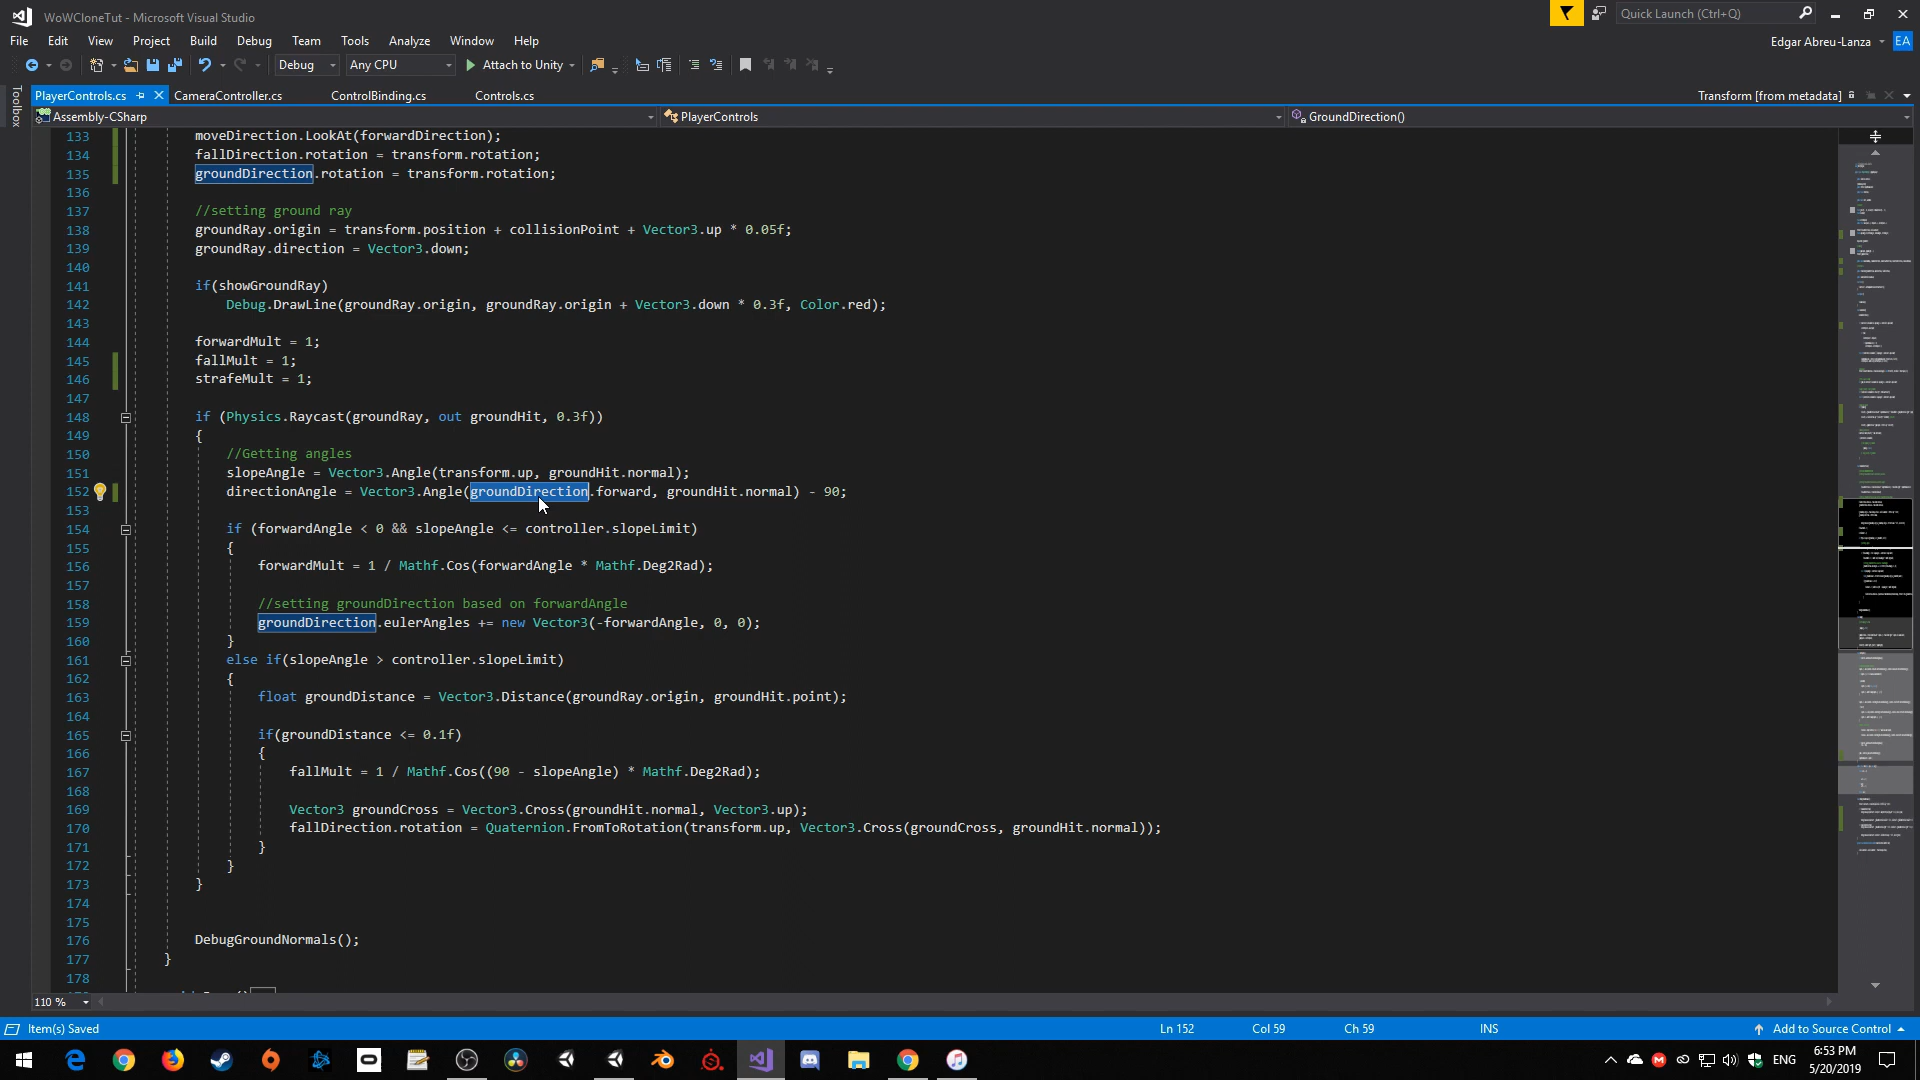 WoWCloneTut - Microsoft Visual Studio
Quick Launch (Ctrl+Q)
File Edit View Project Build Debug Team Tools Analyze Window Help
Edgar Abreu-Lanza EA
Debug Any CPU Attach to Unity
Toolbox
PlayerControls.cs CameraController.cs ControlBinding.cs Controls.cs Transform [from metadata]
Assembly-CSharp PlayerControls GroundDirection()
133 moveDirection.LookAt(forwardDirection);
134 fallDirection.rotation = transform.rotation;
135 groundDirection.rotation = transform.rotation;
136
137 //setting ground ray
138 groundRay.origin = transform.position + collisionPoint + Vector3.up * 0.05f;
139 groundRay.direction = Vector3.down;
140
141 if(showGroundRay)
142 Debug.DrawLine(groundRay.origin, groundRay.origin + Vector3.down * 0.3f, Color.red);
143
144 forwardMult = 1;
145 fallMult = 1;
146 strafeMult = 1;
147
148 if (Physics.Raycast(groundRay, out groundHit, 0.3f))
149 {
150 //Getting angles
151 slopeAngle = Vector3.Angle(transform.up, groundHit.normal);
152 directionAngle = Vector3.Angle(groundDirection.forward, groundHit.normal) - 90;
153
154 if (forwardAngle < 0 && slopeAngle <= controller.slopeLimit)
155 {
156 forwardMult = 1 / Mathf.Cos(forwardAngle * Mathf.Deg2Rad);
157
158 //setting groundDirection based on forwardAngle
159 groundDirection.eulerAngles += new Vector3(-forwardAngle, 0, 0);
160 }
161 else if(slopeAngle > controller.slopeLimit)
162 {
163 float groundDistance = Vector3.Distance(groundRay.origin, groundHit.point);
164
165 if(groundDistance <= 0.1f)
166 {
167 fallMult = 1 / Mathf.Cos((90 - slopeAngle) * Mathf.Deg2Rad);
168
169 Vector3 groundCross = Vector3.Cross(groundHit.normal, Vector3.up);
170 fallDirection.rotation = Quaternion.FromToRotation(transform.up, Vector3.Cross(groundCross, groundHit.normal));
171 }
172 }
173 }
174
175
176 DebugGroundNormals();
177 }
178
110 %
Item(s) Saved Ln 152 Col 59 Ch 59 INS Add to Source Control
ENG 6:53 PM
5/20/2019